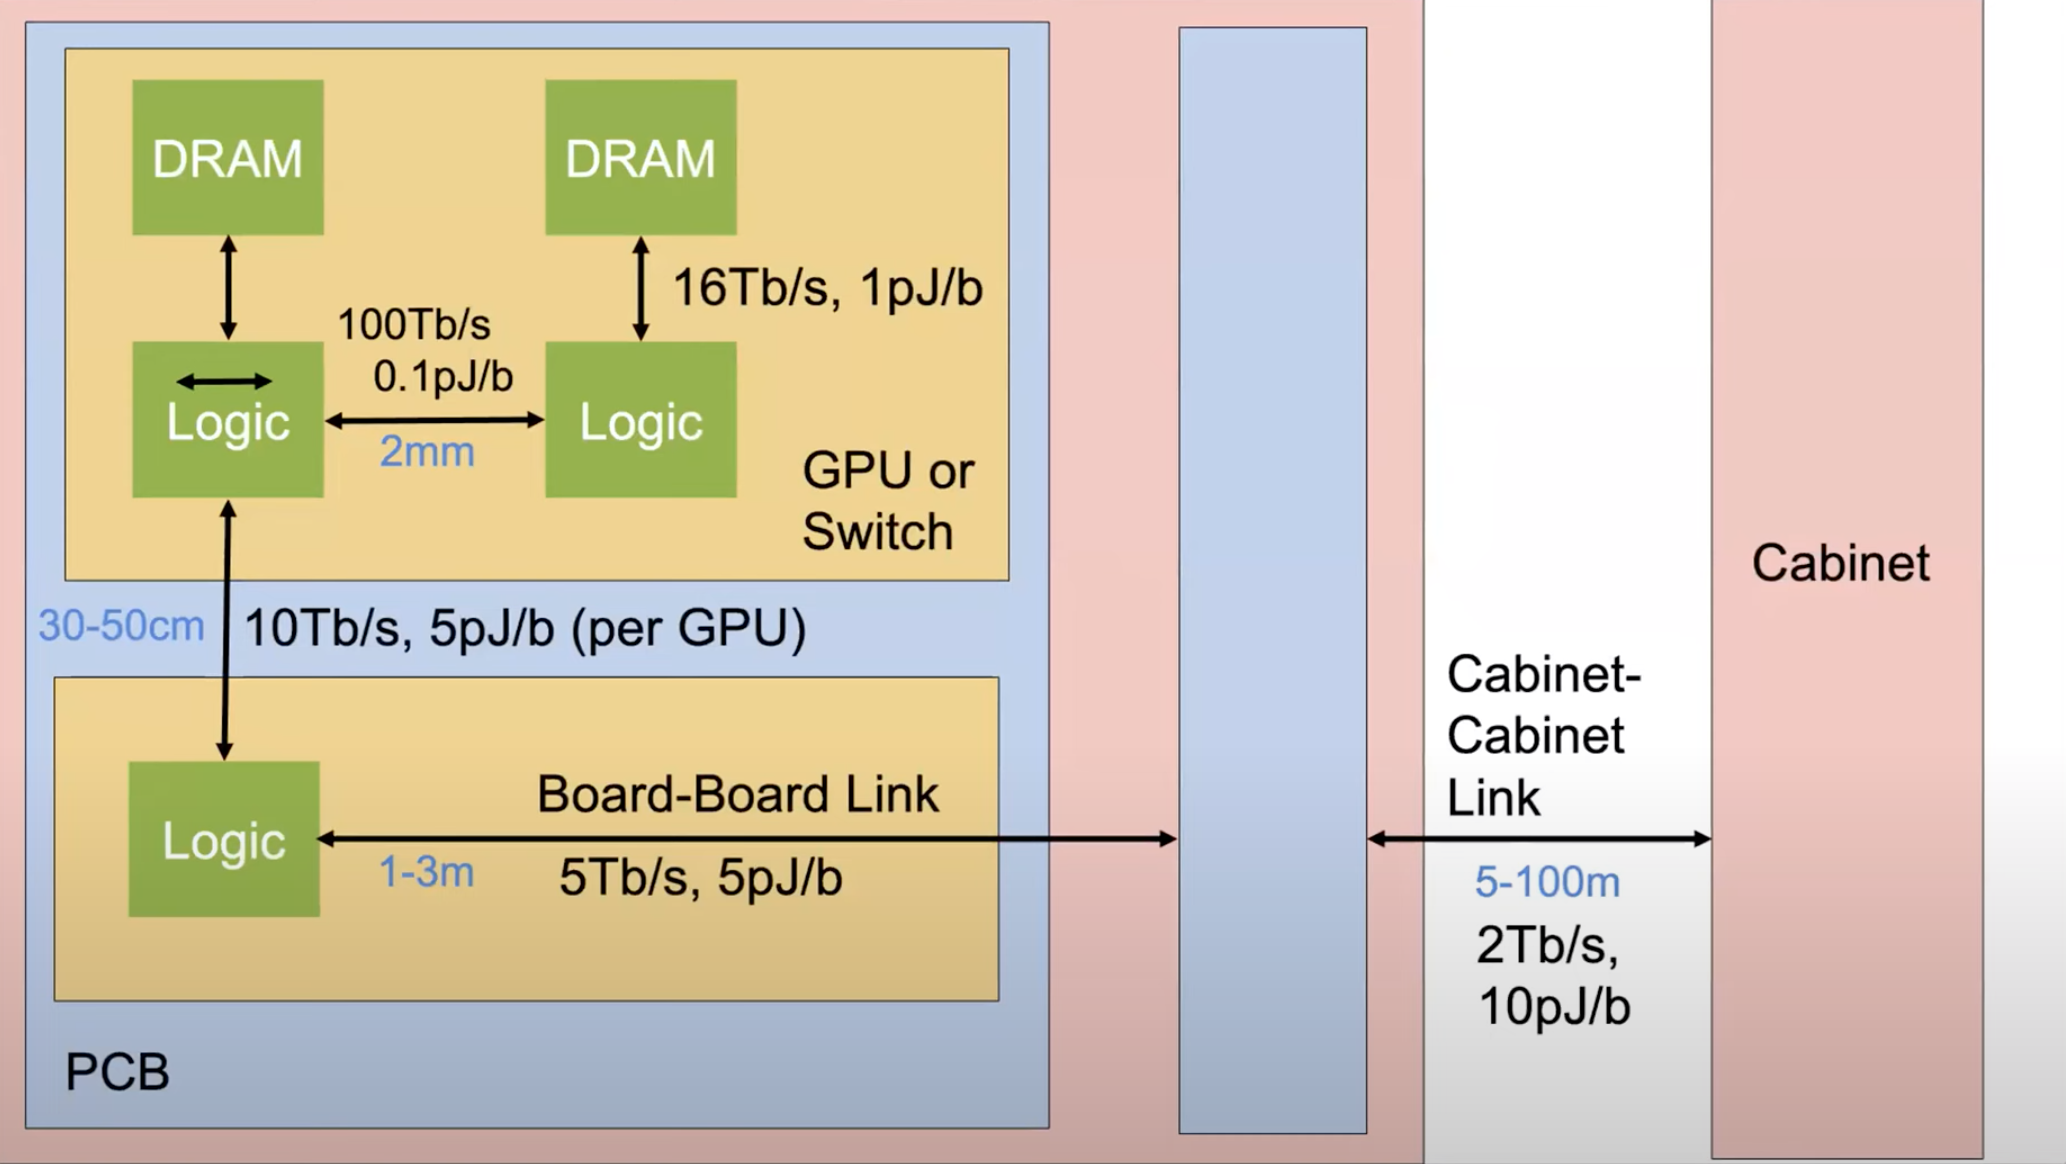 DRAM
DRAM
16Tb/s, 1pJ/b
100Tb/s
0.1pJ/b
Logic
2mm
Logic
GPU or
Switch
30-50cm
10Tb/s, 5pJ/b (per GPU)
Logic
Board-Board Link
1-3m
5Tb/s, 5pJ/b
PCB
Cabinet-
Cabinet
Link
5-100m
2Tb/s,
10pJ/b
Cabinet